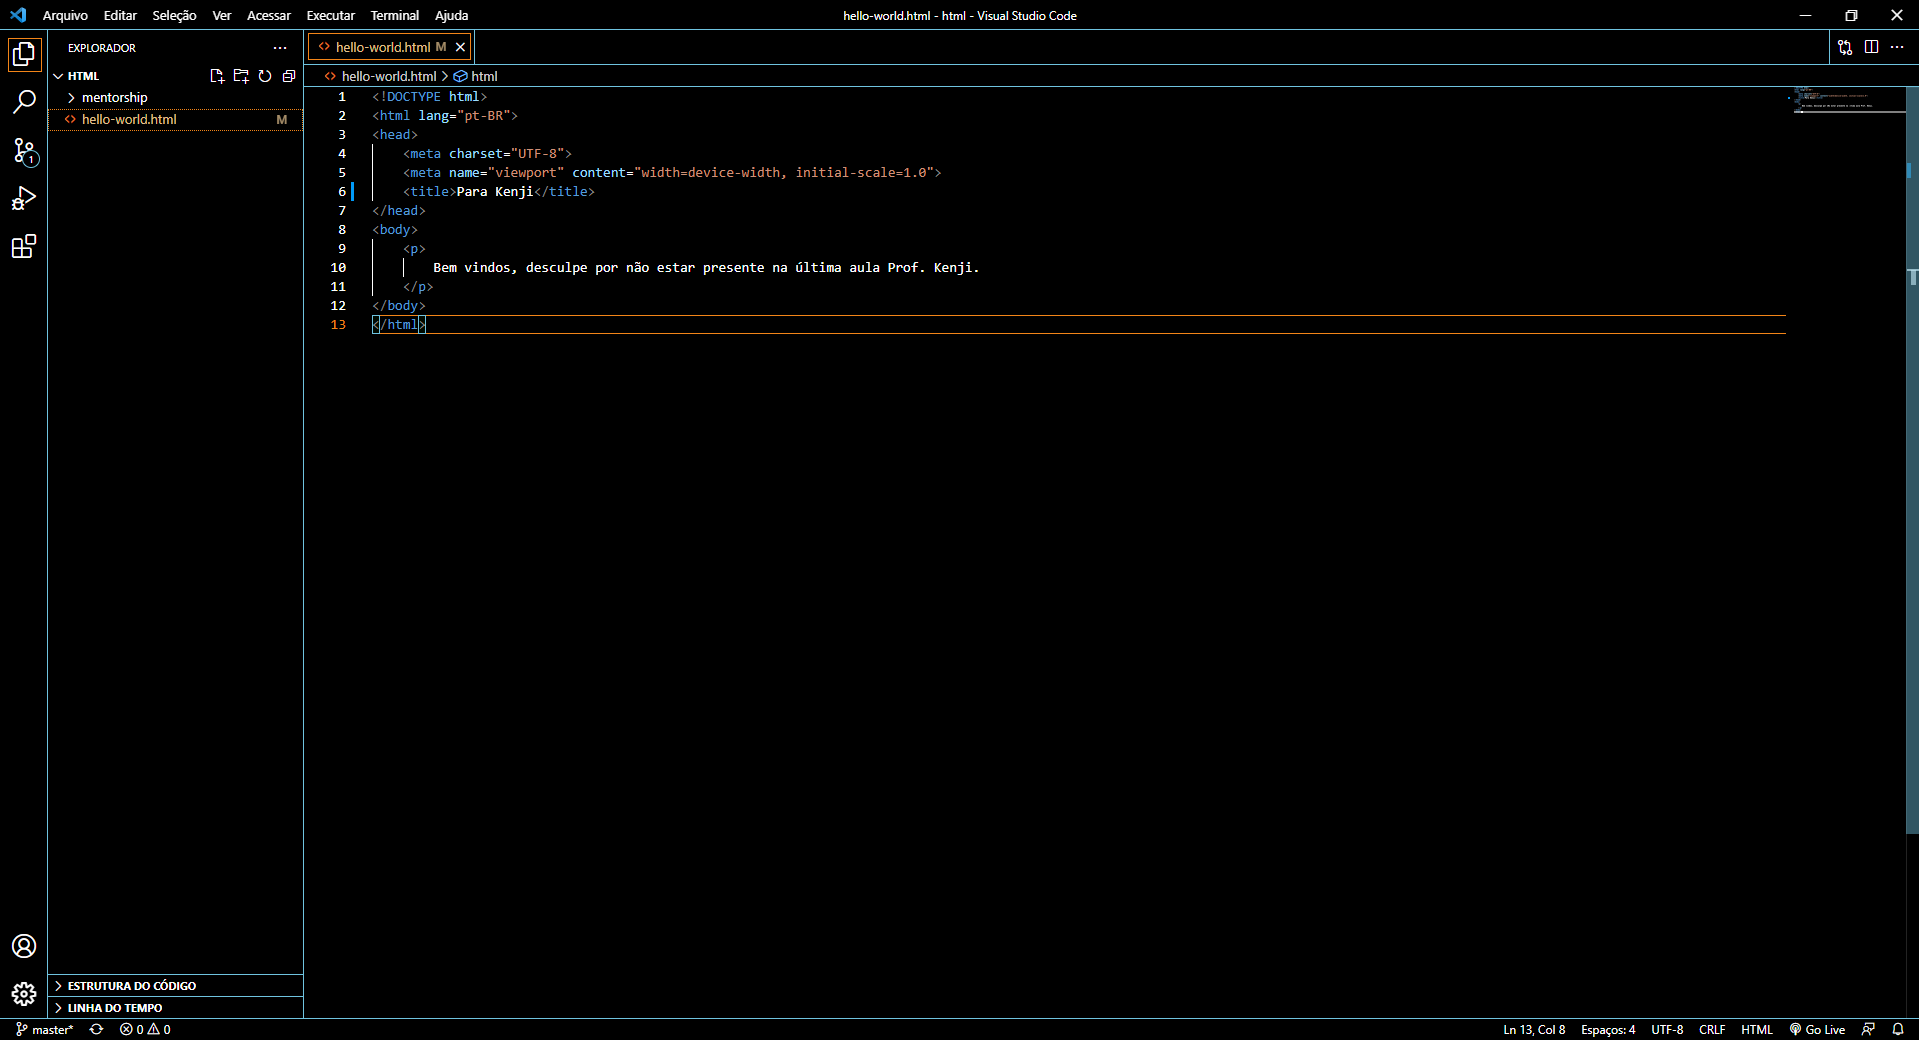 Arquivo Editar Seleção Ver Acessar Executar Terminal Ajuda
hello-world.html - html - Visual Studio Code
EXPLORADOR
HTML
mentorship
hello-world.html M
1
ESTRUTURA DO CÓDIGO
LINHA DO TEMPO
hello-world.html M
hello-world.html > html
1 <!DOCTYPE html>
2 <html lang="pt-BR">
3 <head>
4 <meta charset="UTF-8">
5 <meta name="viewport" content="width=device-width, initial-scale=1.0">
6 <title>Para Kenji</title>
7 </head>
8 <body>
9 <p>
10 Bem vindos, desculpe por não estar presente na última aula Prof. Kenji.
11 </p>
12 </body>
13 </html>
master* 0 0
Ln 13, Col 8 Espaços: 4 UTF-8 CRLF HTML Go Live